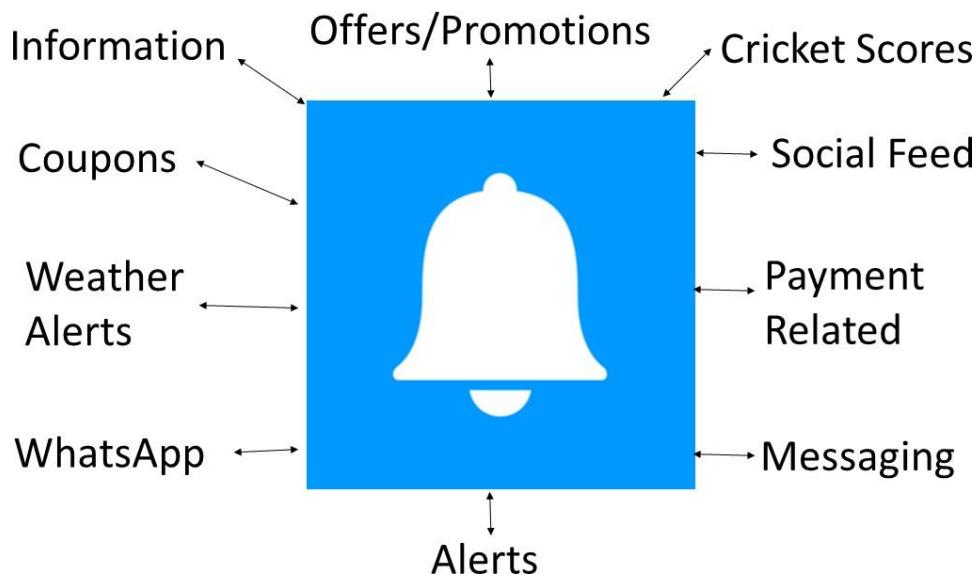 Information
Offers/Promotions
Cricket Scores
Coupons
Social Feed
Weather
Alerts
Payment
Related
WhatsApp
Messaging
Alerts